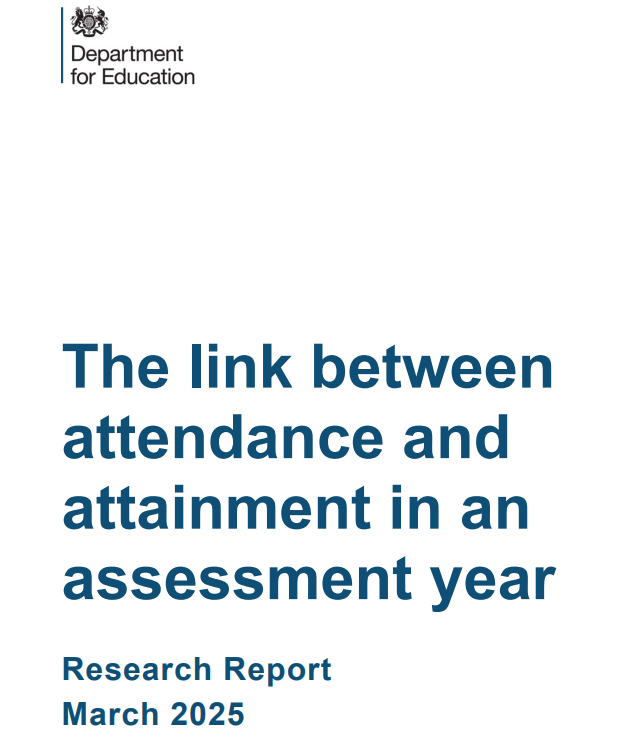 Department
for Education
The link between
attendance and
attainment in an
assessment year
Research Report
March 2025